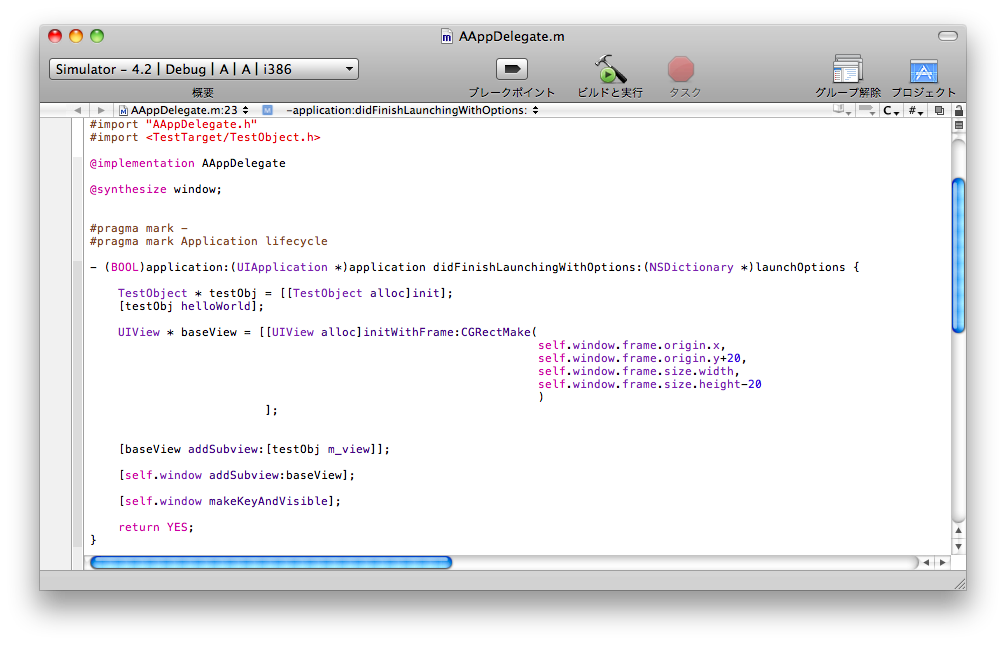 AAppDelegate.m
Simulator – 4.2 | Debug | A | A | i386
概要 ブレークポイント ビルドと実行 タスク グループ解除 プロジェクト
AAppDelegate.m:23 M -application:didFinishLaunchingWithOptions: C #
#import "AAppDelegate.h"
#import <TestTarget/TestObject.h>
@implementation AAppDelegate
@synthesize window;
#pragma mark -
#pragma mark Application lifecycle
- (BOOL)application:(UIApplication *)application didFinishLaunchingWithOptions:(NSDictionary *)launchOptions {
TestObject * testObj = [[TestObject alloc]init];
[testObj helloWorld];
UIView * baseView = [[UIView alloc]initWithFrame:CGRectMake(
self.window.frame.origin.x,
self.window.frame.origin.y+20,
self.window.frame.size.width,
self.window.frame.size.height-20
)
];
[baseView addSubview:[testObj m_view]];
[self.window addSubview:baseView];
[self.window makeKeyAndVisible];
return YES;
}